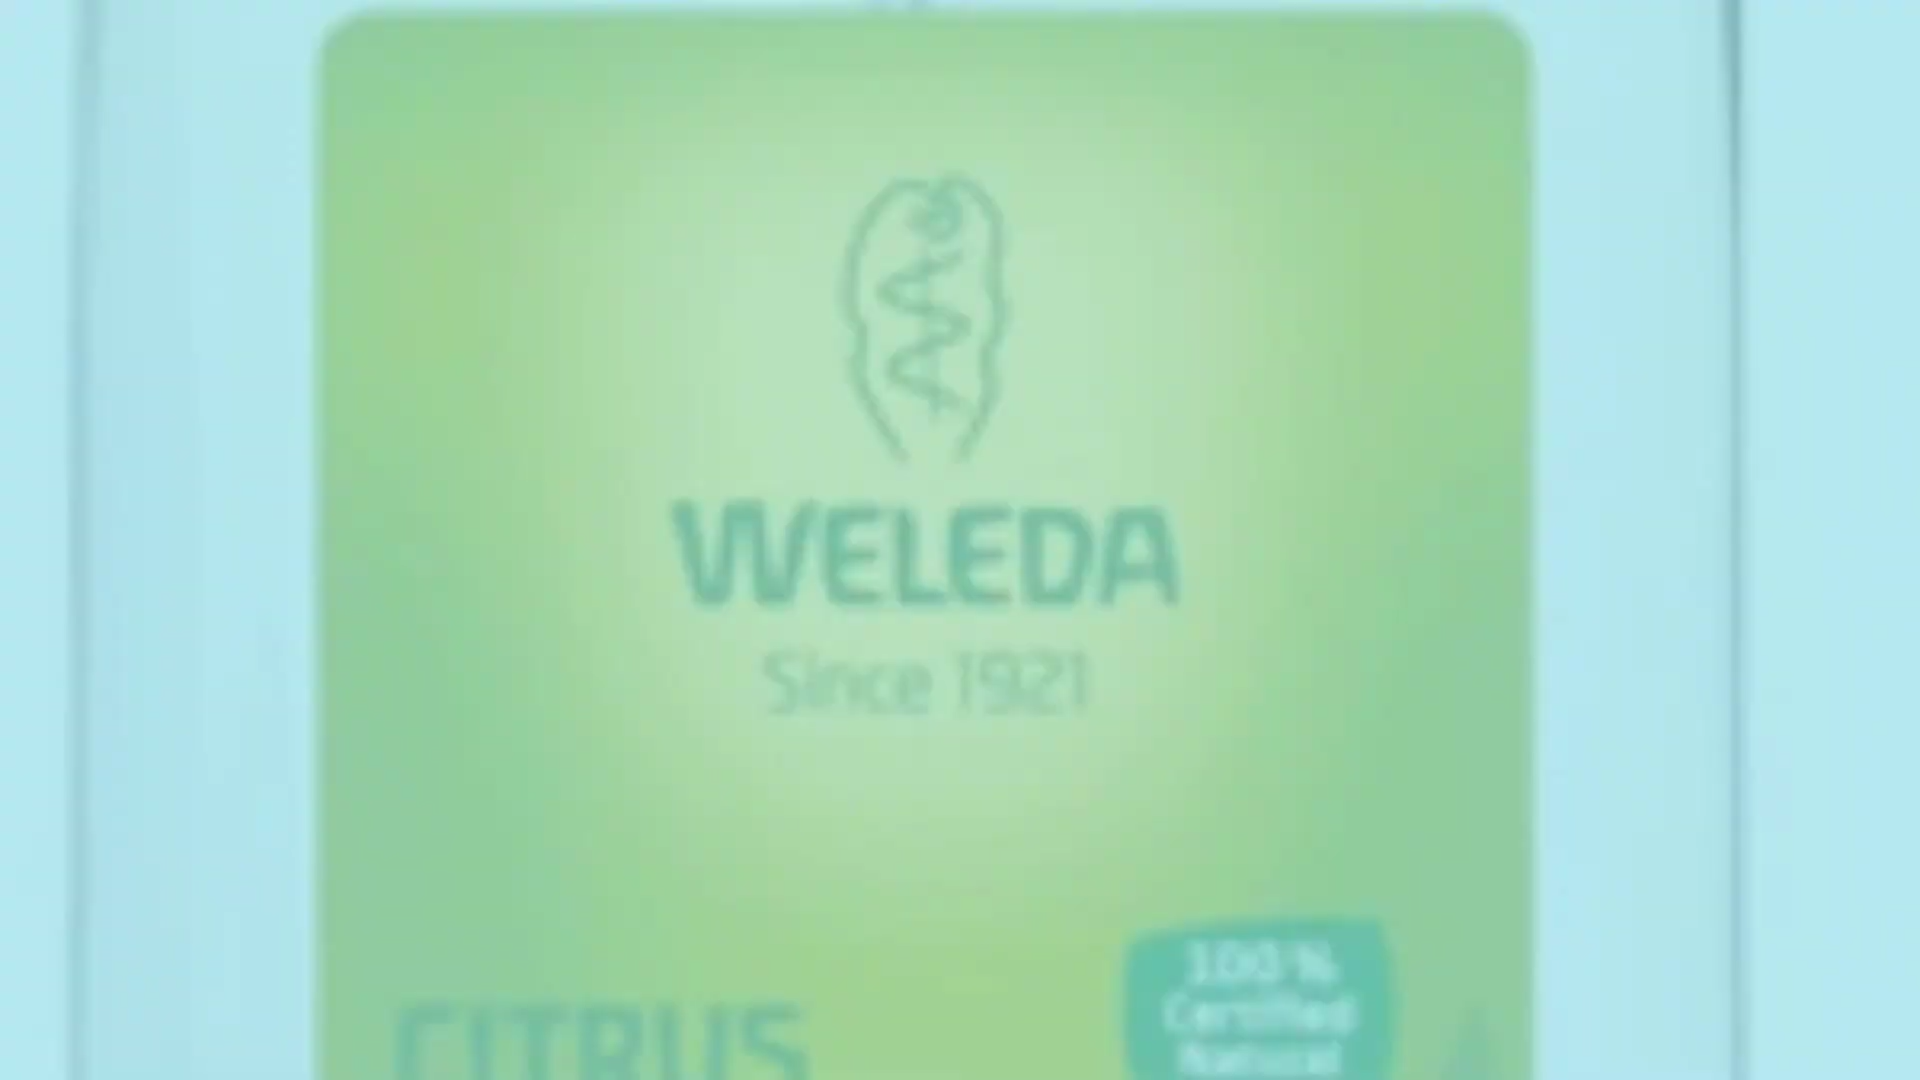 WELEDA
Since 1921
CITRUS
100 %
Certified
Natural